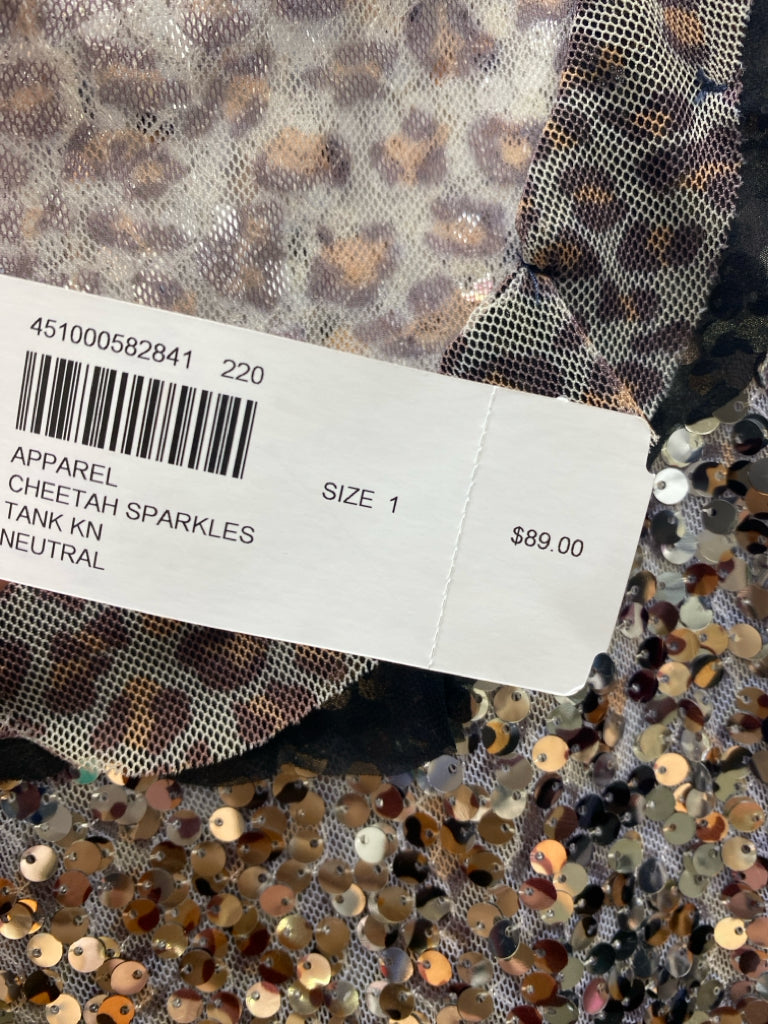 451000582841 220
APPAREL
CHEETAH SPARKLES
TANK KN
NEUTRAL
SIZE 1
$89.00